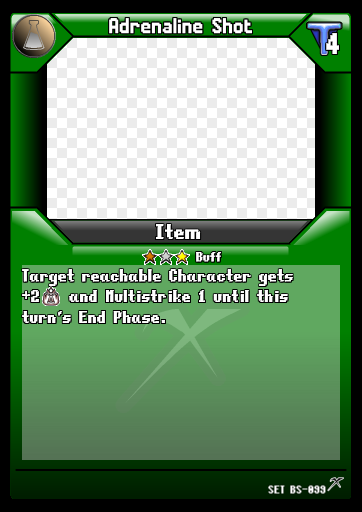 Adrenaline Shot
T4
Item
Buff
Target reachable Character gets
+2 and Multistrike 1 until this
turn's End Phase.
SET BS-099